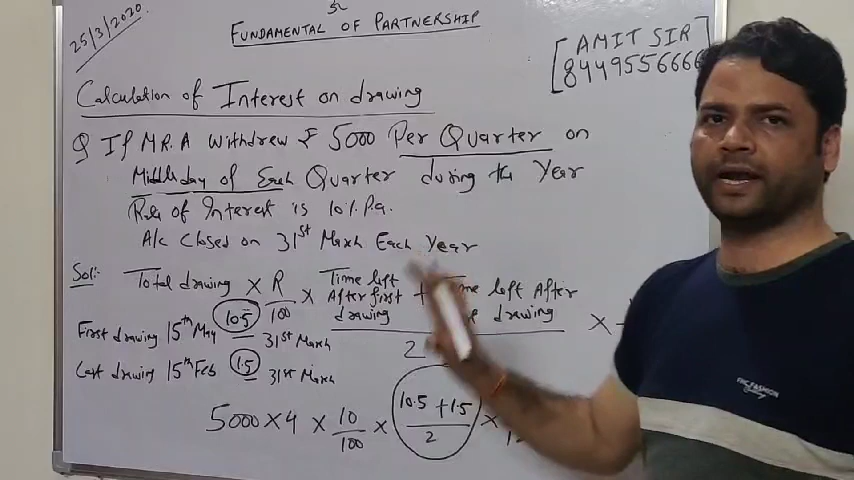 25/3/2020
FUNDAMENTAL OF PARTNERSHIP
[AMIT SIR
8449556666
Calculation of Interest on drawing
Q If MR.A withdrew ₹ 5000 Per Quarter on
Middle day of Each Quarter during the Year
Rate of Interest is 10% P.a.
A/c Closed on 31st March Each Year
Sol: Total drawing × R/100 × Time left After first drawing + Time left After drawing / 2 ×
First drawing 15th May 10.5 — 31st March
Last drawing 15th Feb 1.5 — 31st March
5000 × 4 × 10/100 × 10.5 + 1.5 / 2 ×
FNC FASHION